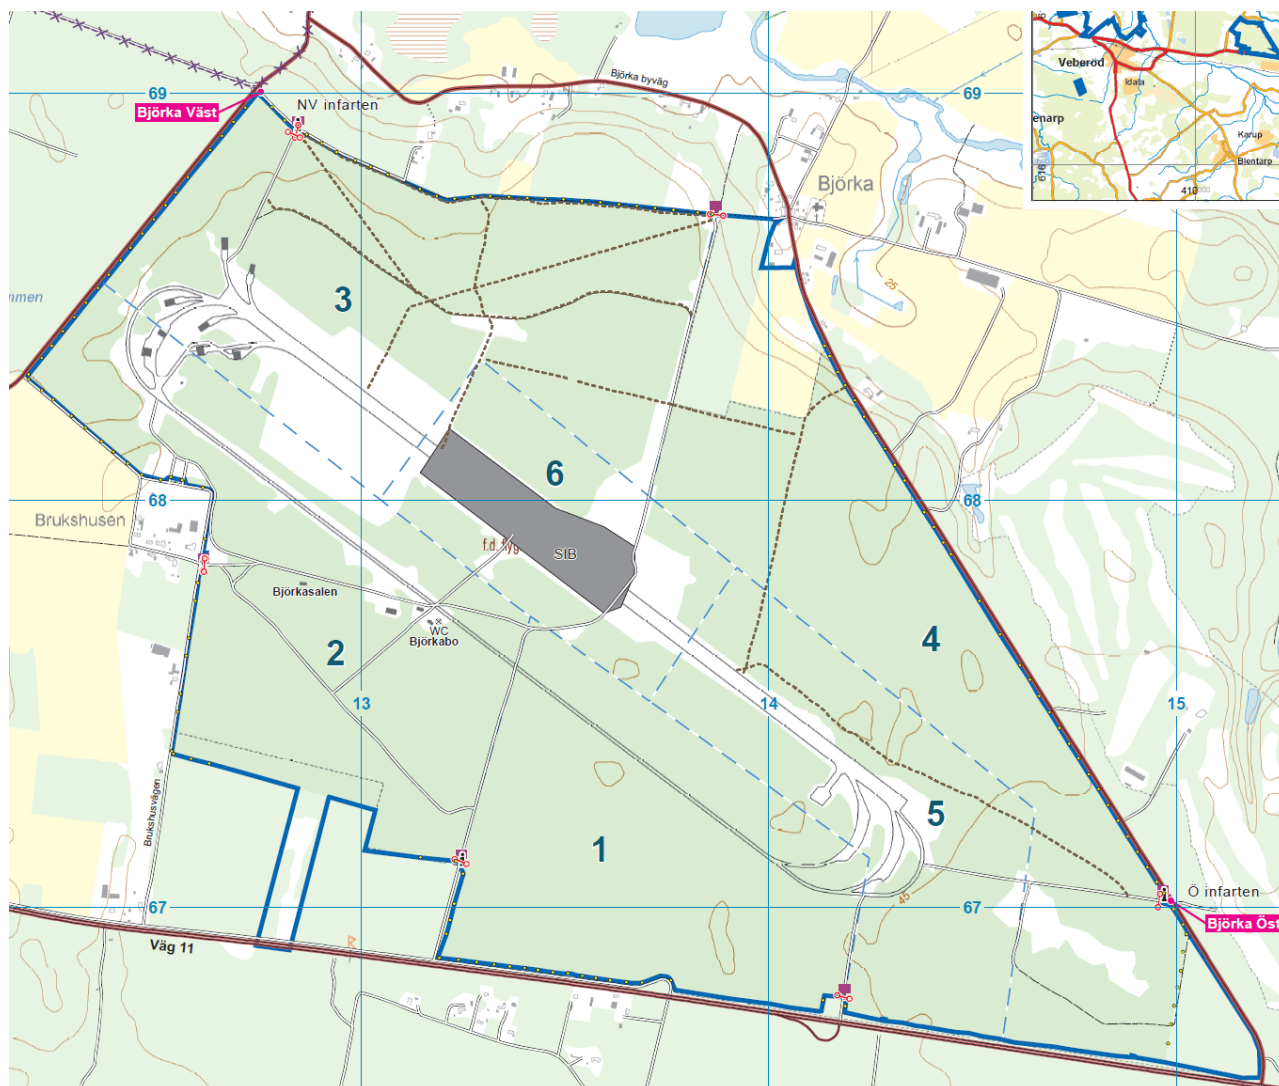 69
Björka Väst
NV infarten
Björka byväg
69
Veberöd
Idala
enarp
Karup
Blentarp
616
410000
Björka
25
mmen
3
6
68
68
Brukshusen
f.d. flyg
SIB
Björkasalen
WC
Björkabo
2
4
13
14
15
Brukshusvägen
1
5
45
67
67
Ö infarten
Björka Öst
Väg 11
R